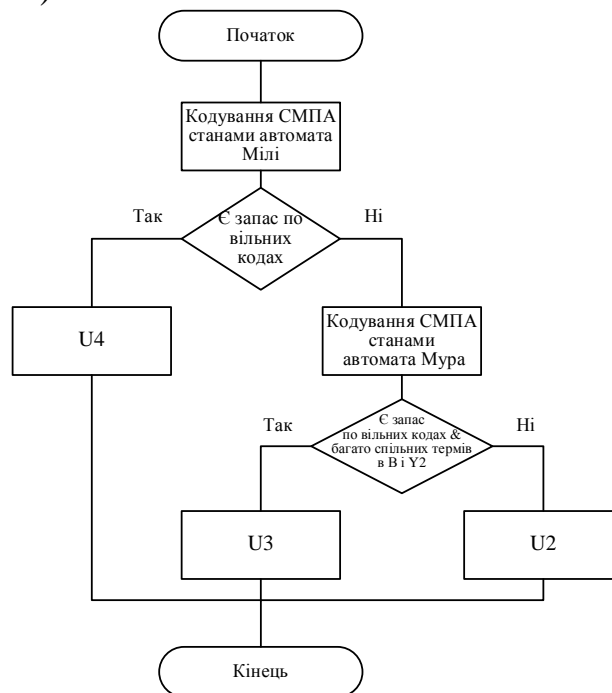 )
Початок
Кодування СМПА
станами автомата
Мілі
Так
Є запас по
вільних
кодах
Ні
U4
Кодування СМПА
станами
автомата Мура
Так
Є запас
по вільних кодах &
багато спільних термів
в B і Y2
Ні
U3
U2
Кінець